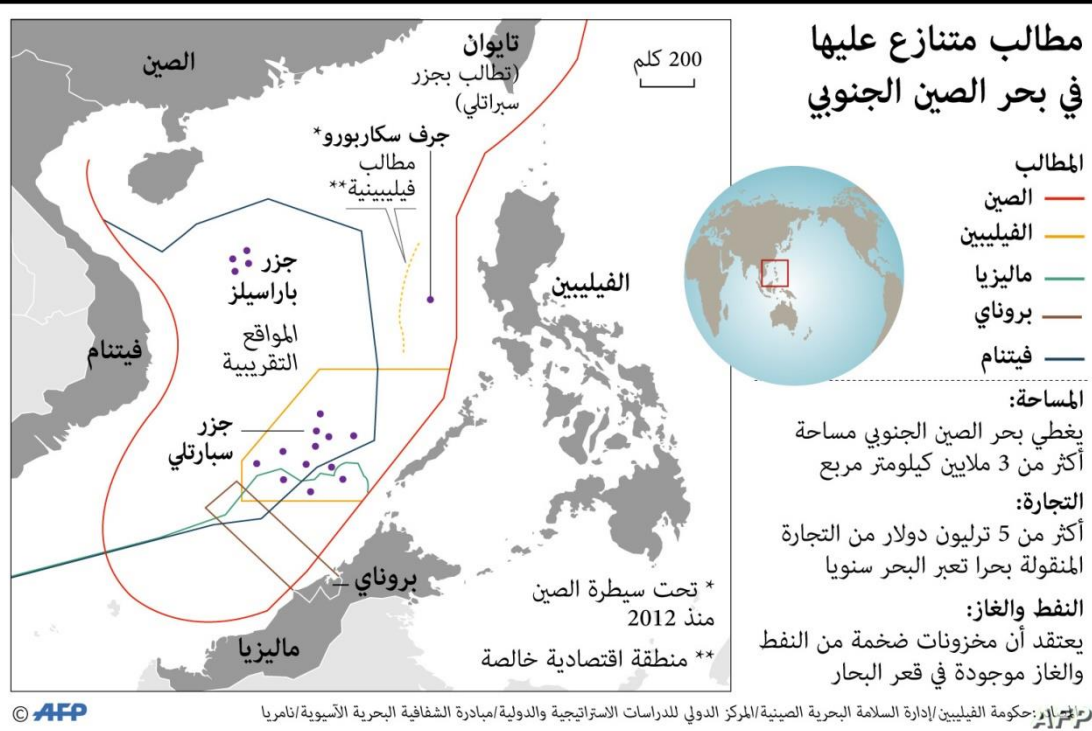 مطالب متنازع عليها
في بحر الصين الجنوبي
المطالب
الصين
الفيليبين
ماليزيا
بروناي
فيتنام
المساحة:
يغطي بحر الصين الجنوبي مساحة
أكثر من 3 ملايين كيلومتر مربع
التجارة:
أكثر من 5 ترليون دولار من التجارة
المنقولة بحرا تعبر البحر سنويا
النفط والغاز:
يعتقد أن مخزونات ضخمة من النفط
والغاز موجودة في قعر البحار
200 كلم
تايوان
(تطالب بجزر
سبراتلي)
الصين
جرف سكاربورو*
مطالب
فيليبينية**
جزر
باراسيلز
المواقع
التقريبية
الفيليبين
فيتنام
جزر
سبارتلي
بروناي
ماليزيا
* تحت سيطرة الصين
منذ 2012
** منطقة اقتصادية خالصة
حكومة الفيليبين/إدارة السلامة البحرية الصينية/المركز الدولي للدراسات الاستراتيجية والدولية/مبادرة الشفافية البحرية الآسيوية/نامريا
© AFP
AFP